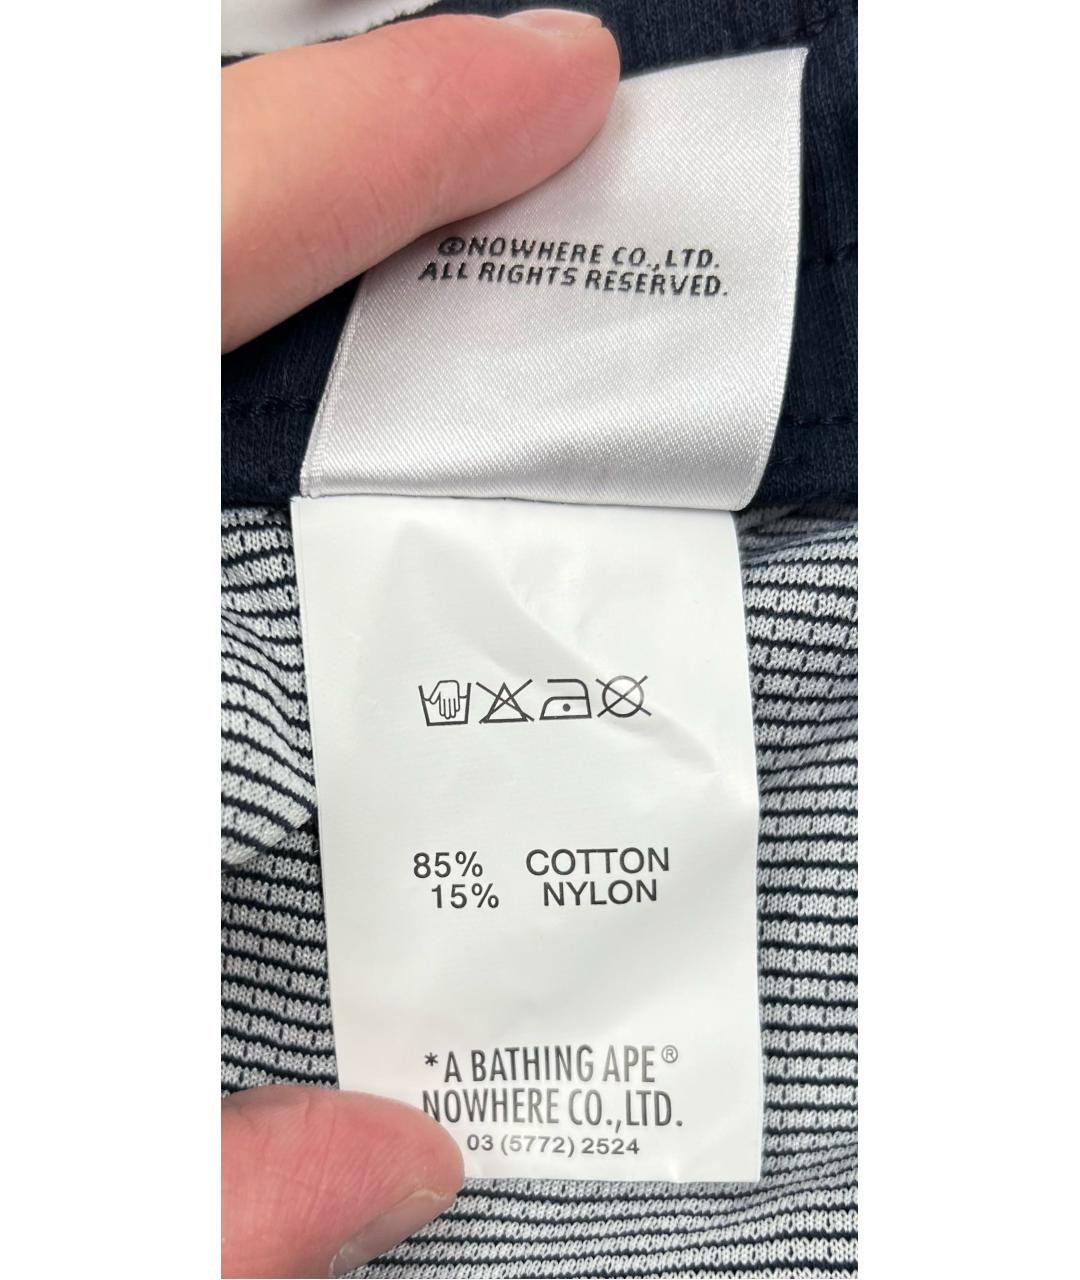 ©NOWHERE CO.,LTD.
ALL RIGHTS RESERVED.
85% COTTON
15% NYLON
*A BATHING APE®
NOWHERE CO.,LTD.
03 (5772) 2524